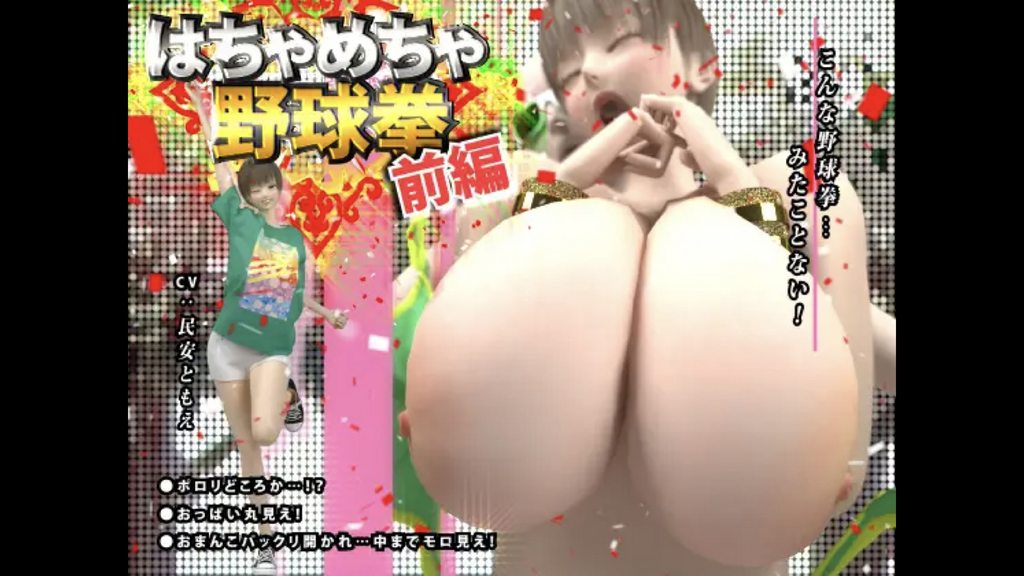 はちゃめちゃ
野球拳
前編
こんな野球拳…
みたことない!
CV:民安ともえ
●ポロリどころか…!?
●おっぱい丸見え!
●おまんこパックリ開かれ…中までモロ見え!